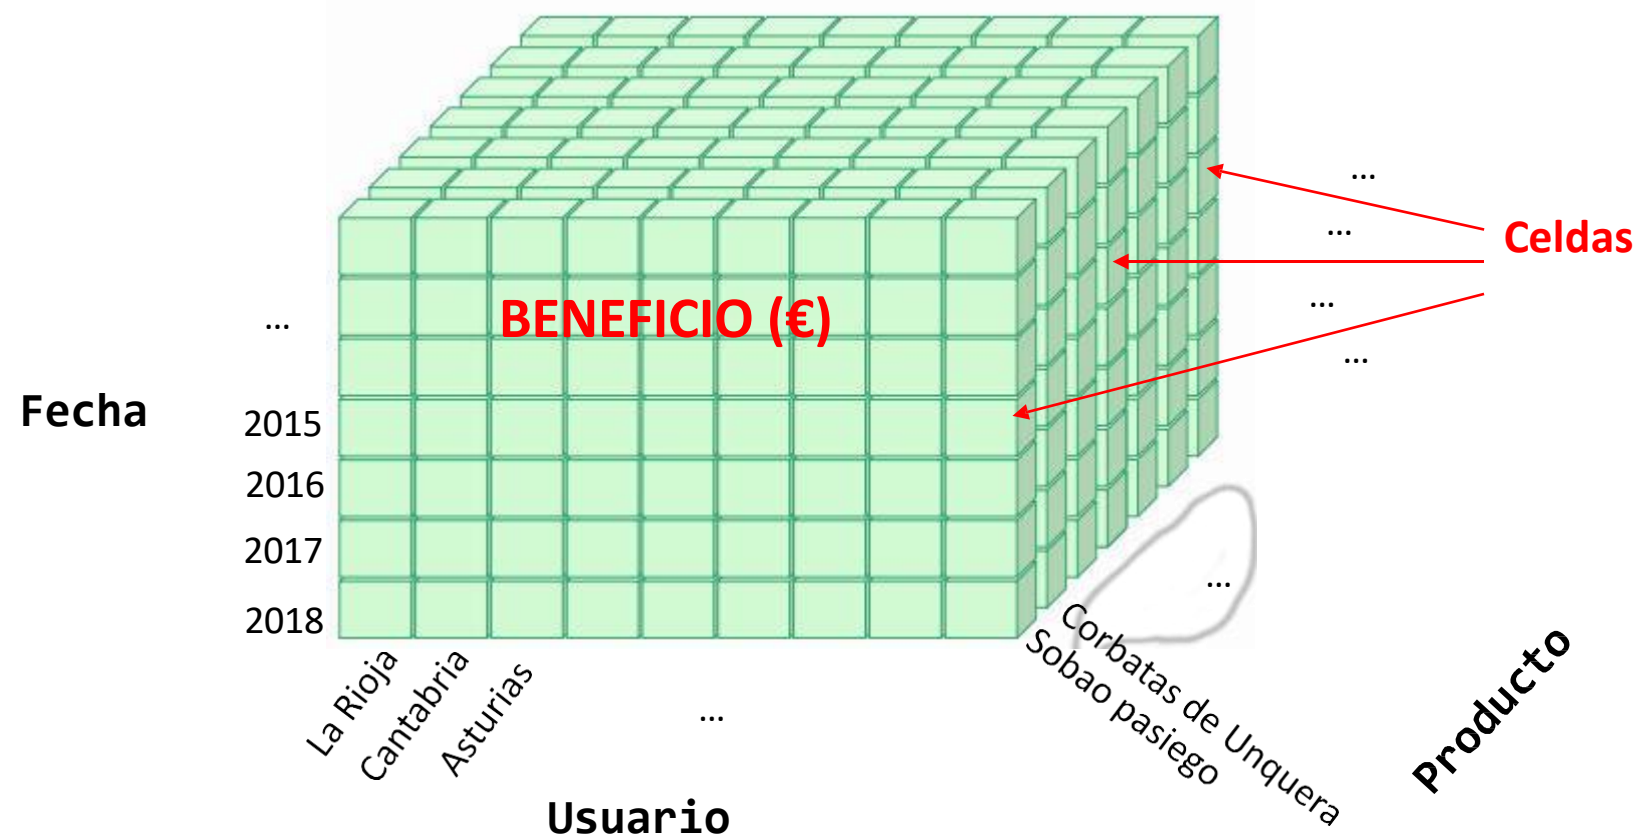 ...
Celdas
...
BENEFICIO (€)
...
...
...
Fecha
2015
2016
2017
2018
...
La Rioja
Cantabria
Asturias
...
Corbatas de Unquera
Sobao pasiego
Producto
Usuario